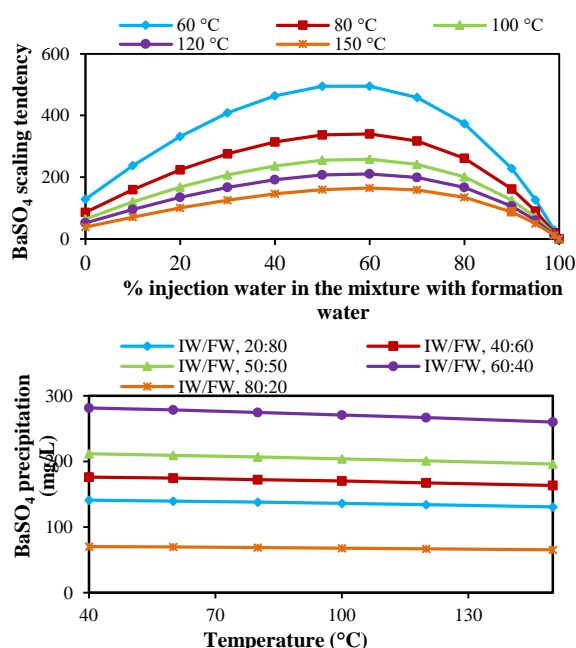 60 °C 80 °C 100 °C
120 °C 150 °C
BaSO4 scaling tendency
600
400
200
0
0 20 40 60 80 100
% injection water in the mixture with formation
water
IW/FW, 20:80 IW/FW, 40:60
IW/FW, 50:50 IW/FW, 60:40
IW/FW, 80:20
BaSO4 precipitation
(mg/L)
300
200
100
0
40 70 100 130
Temperature (°C)